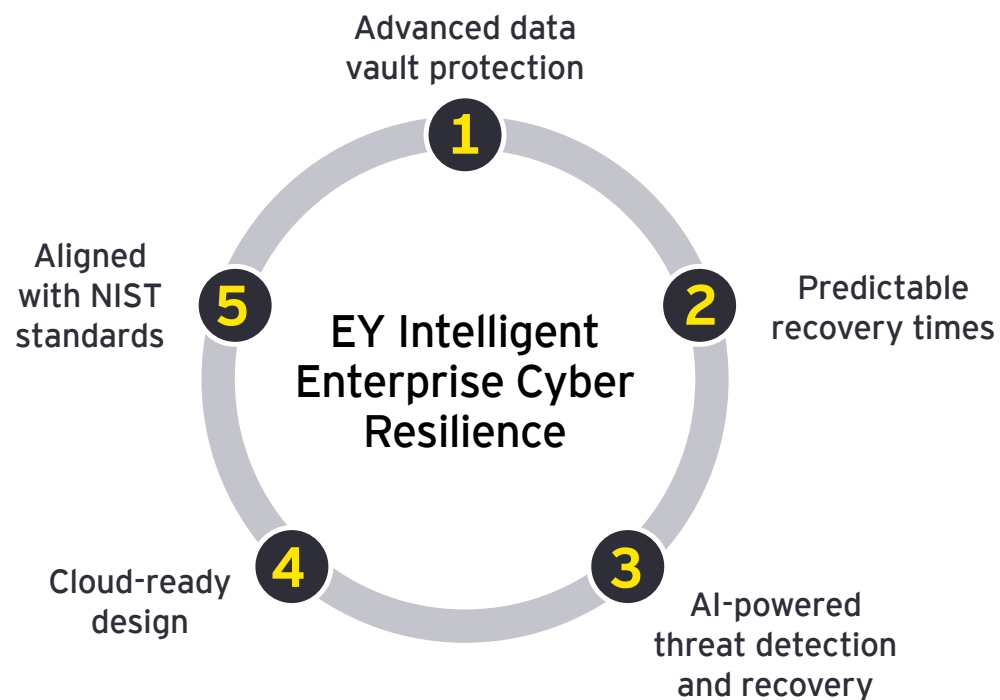 Advanced data
vault protection
1
2
Predictable
recovery times
3
AI-powered
threat detection
and recovery
4
Cloud-ready
design
5
Aligned
with NIST
standards
EY Intelligent
Enterprise Cyber
Resilience